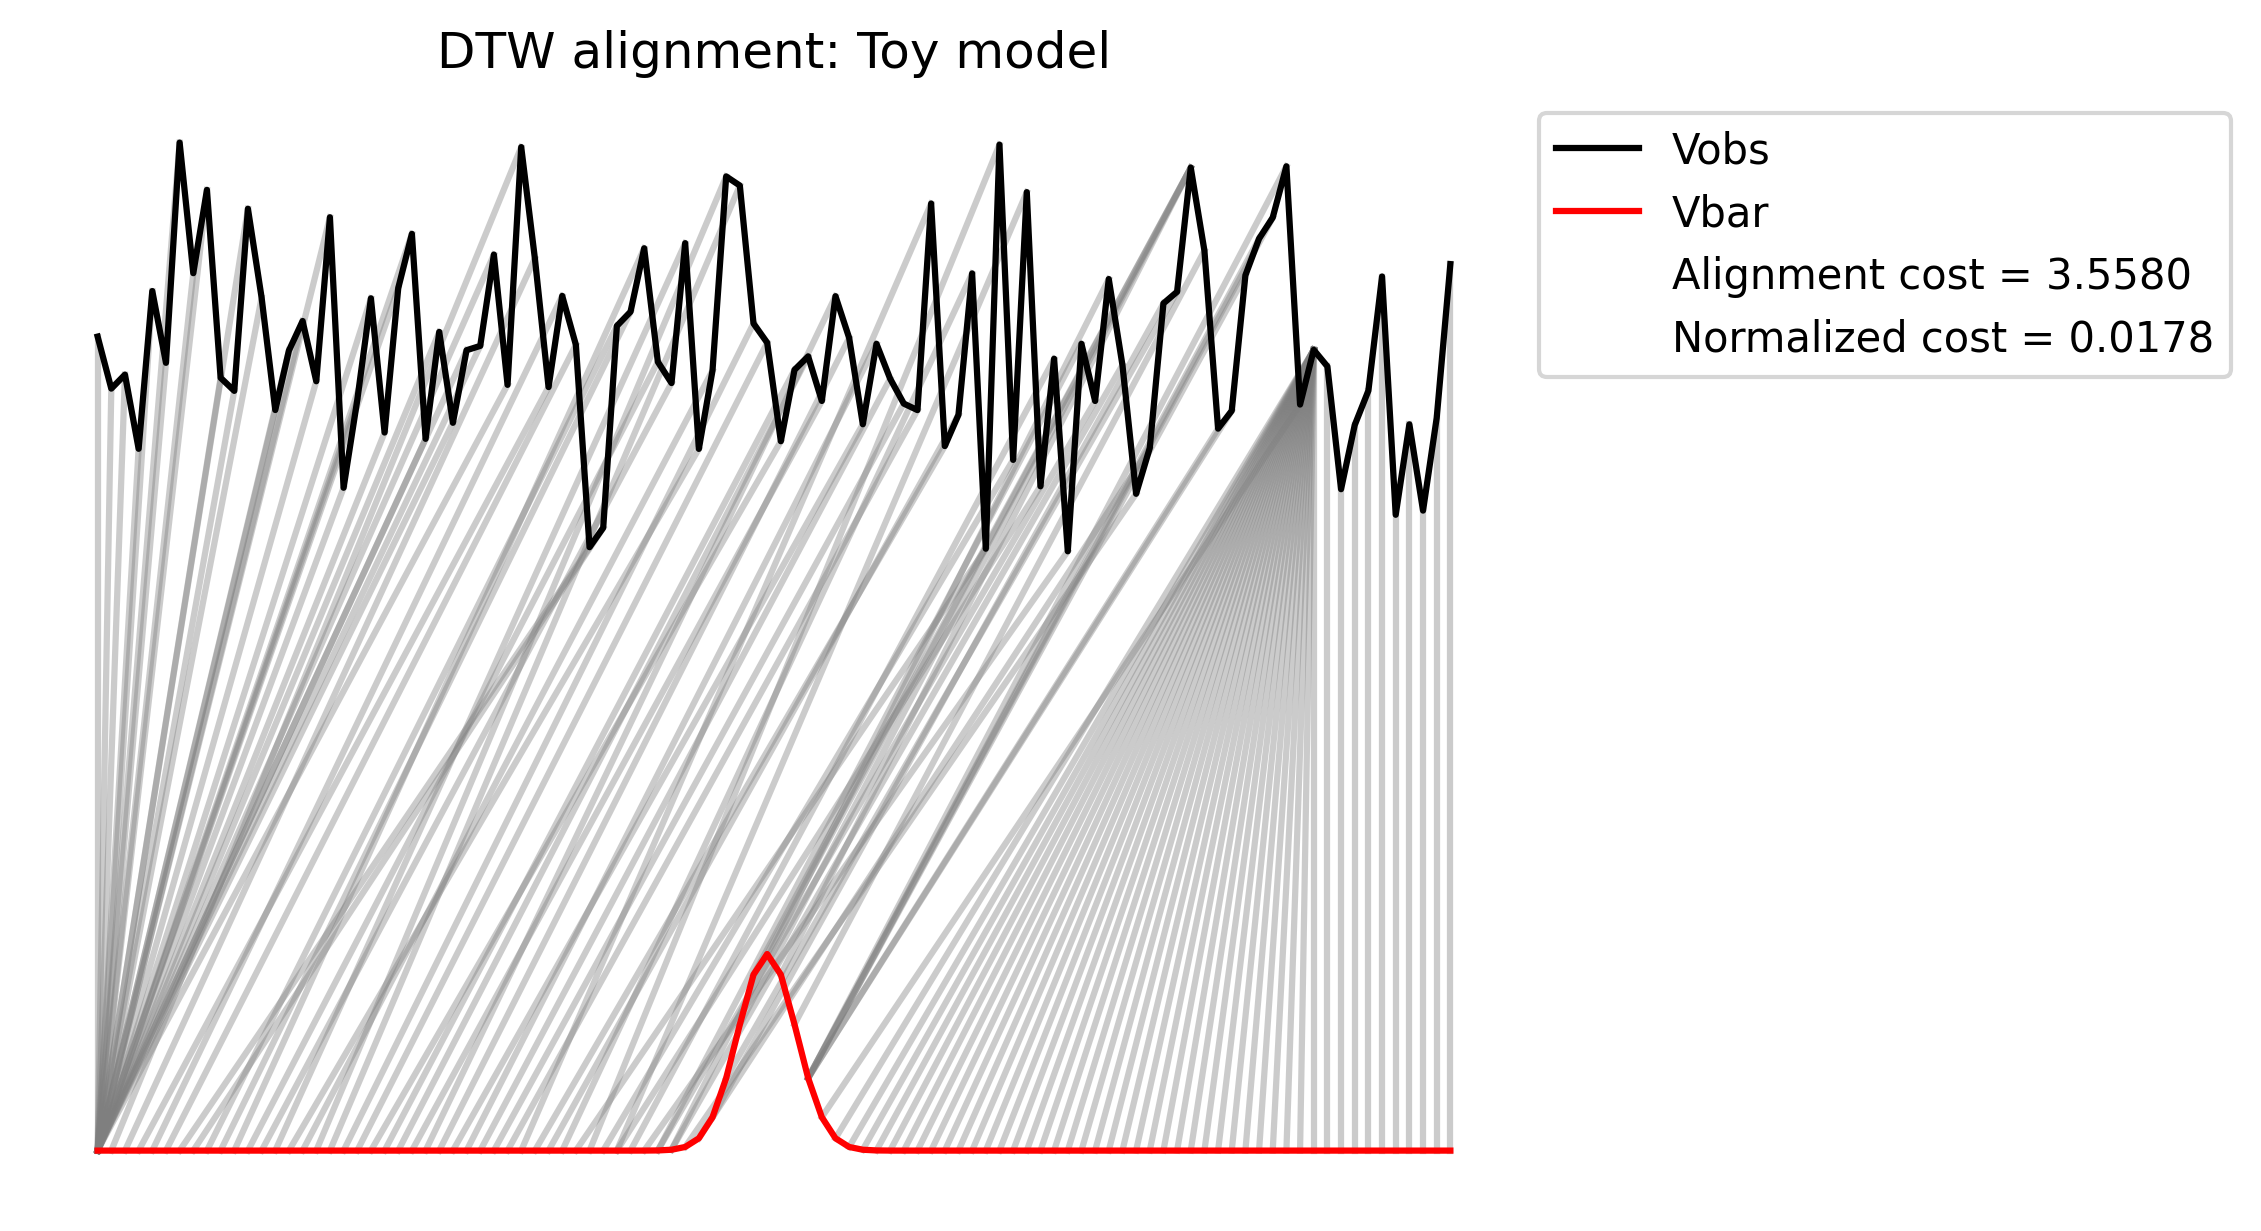 DTW alignment: Toy model
Vobs
Vbar
Alignment cost = 3.5580
Normalized cost = 0.0178